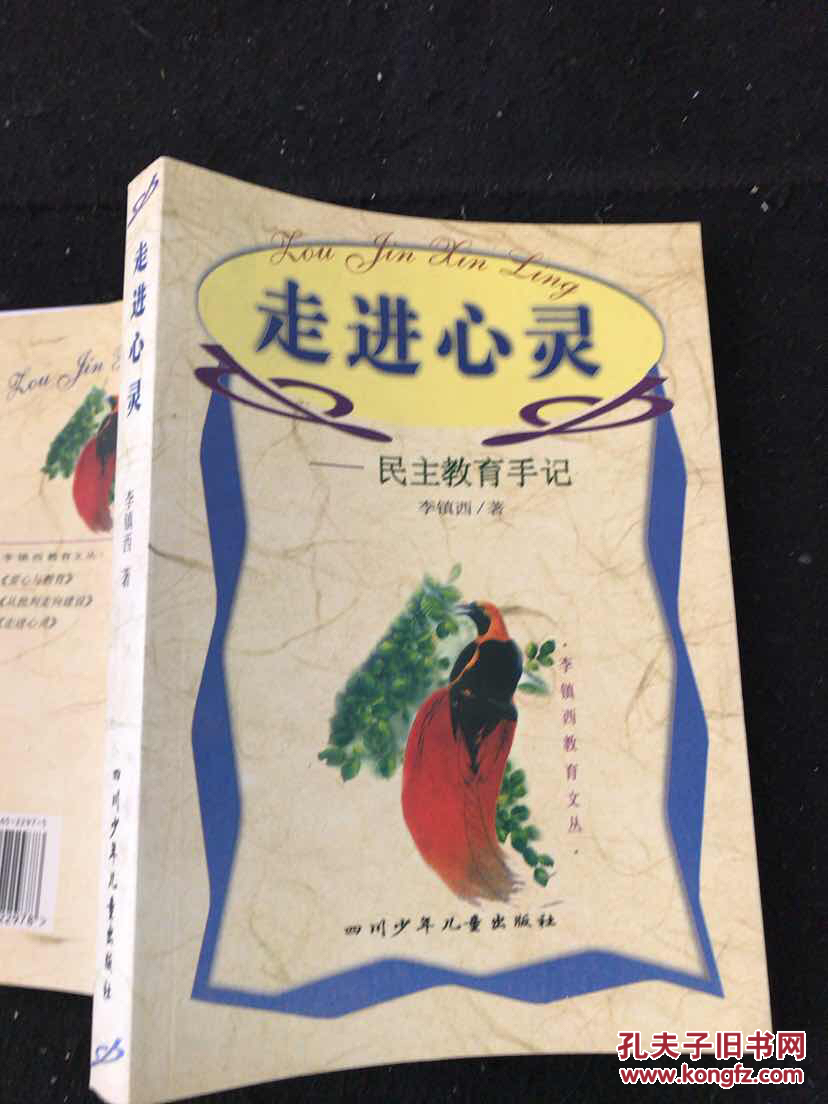 Zou Jin Xin Ling
走进心灵
——民主教育手记
李镇西/著
·李镇西教育文丛·
四川少年儿童出版社
走进心灵
李镇西 著
四川少年儿童出版社
Zou Jin
李镇西教育文丛
《爱心与教育》
《从批判走向建设》
《走进心灵》
2297-5
22978>
孔夫子旧书网
www.kongfz.com